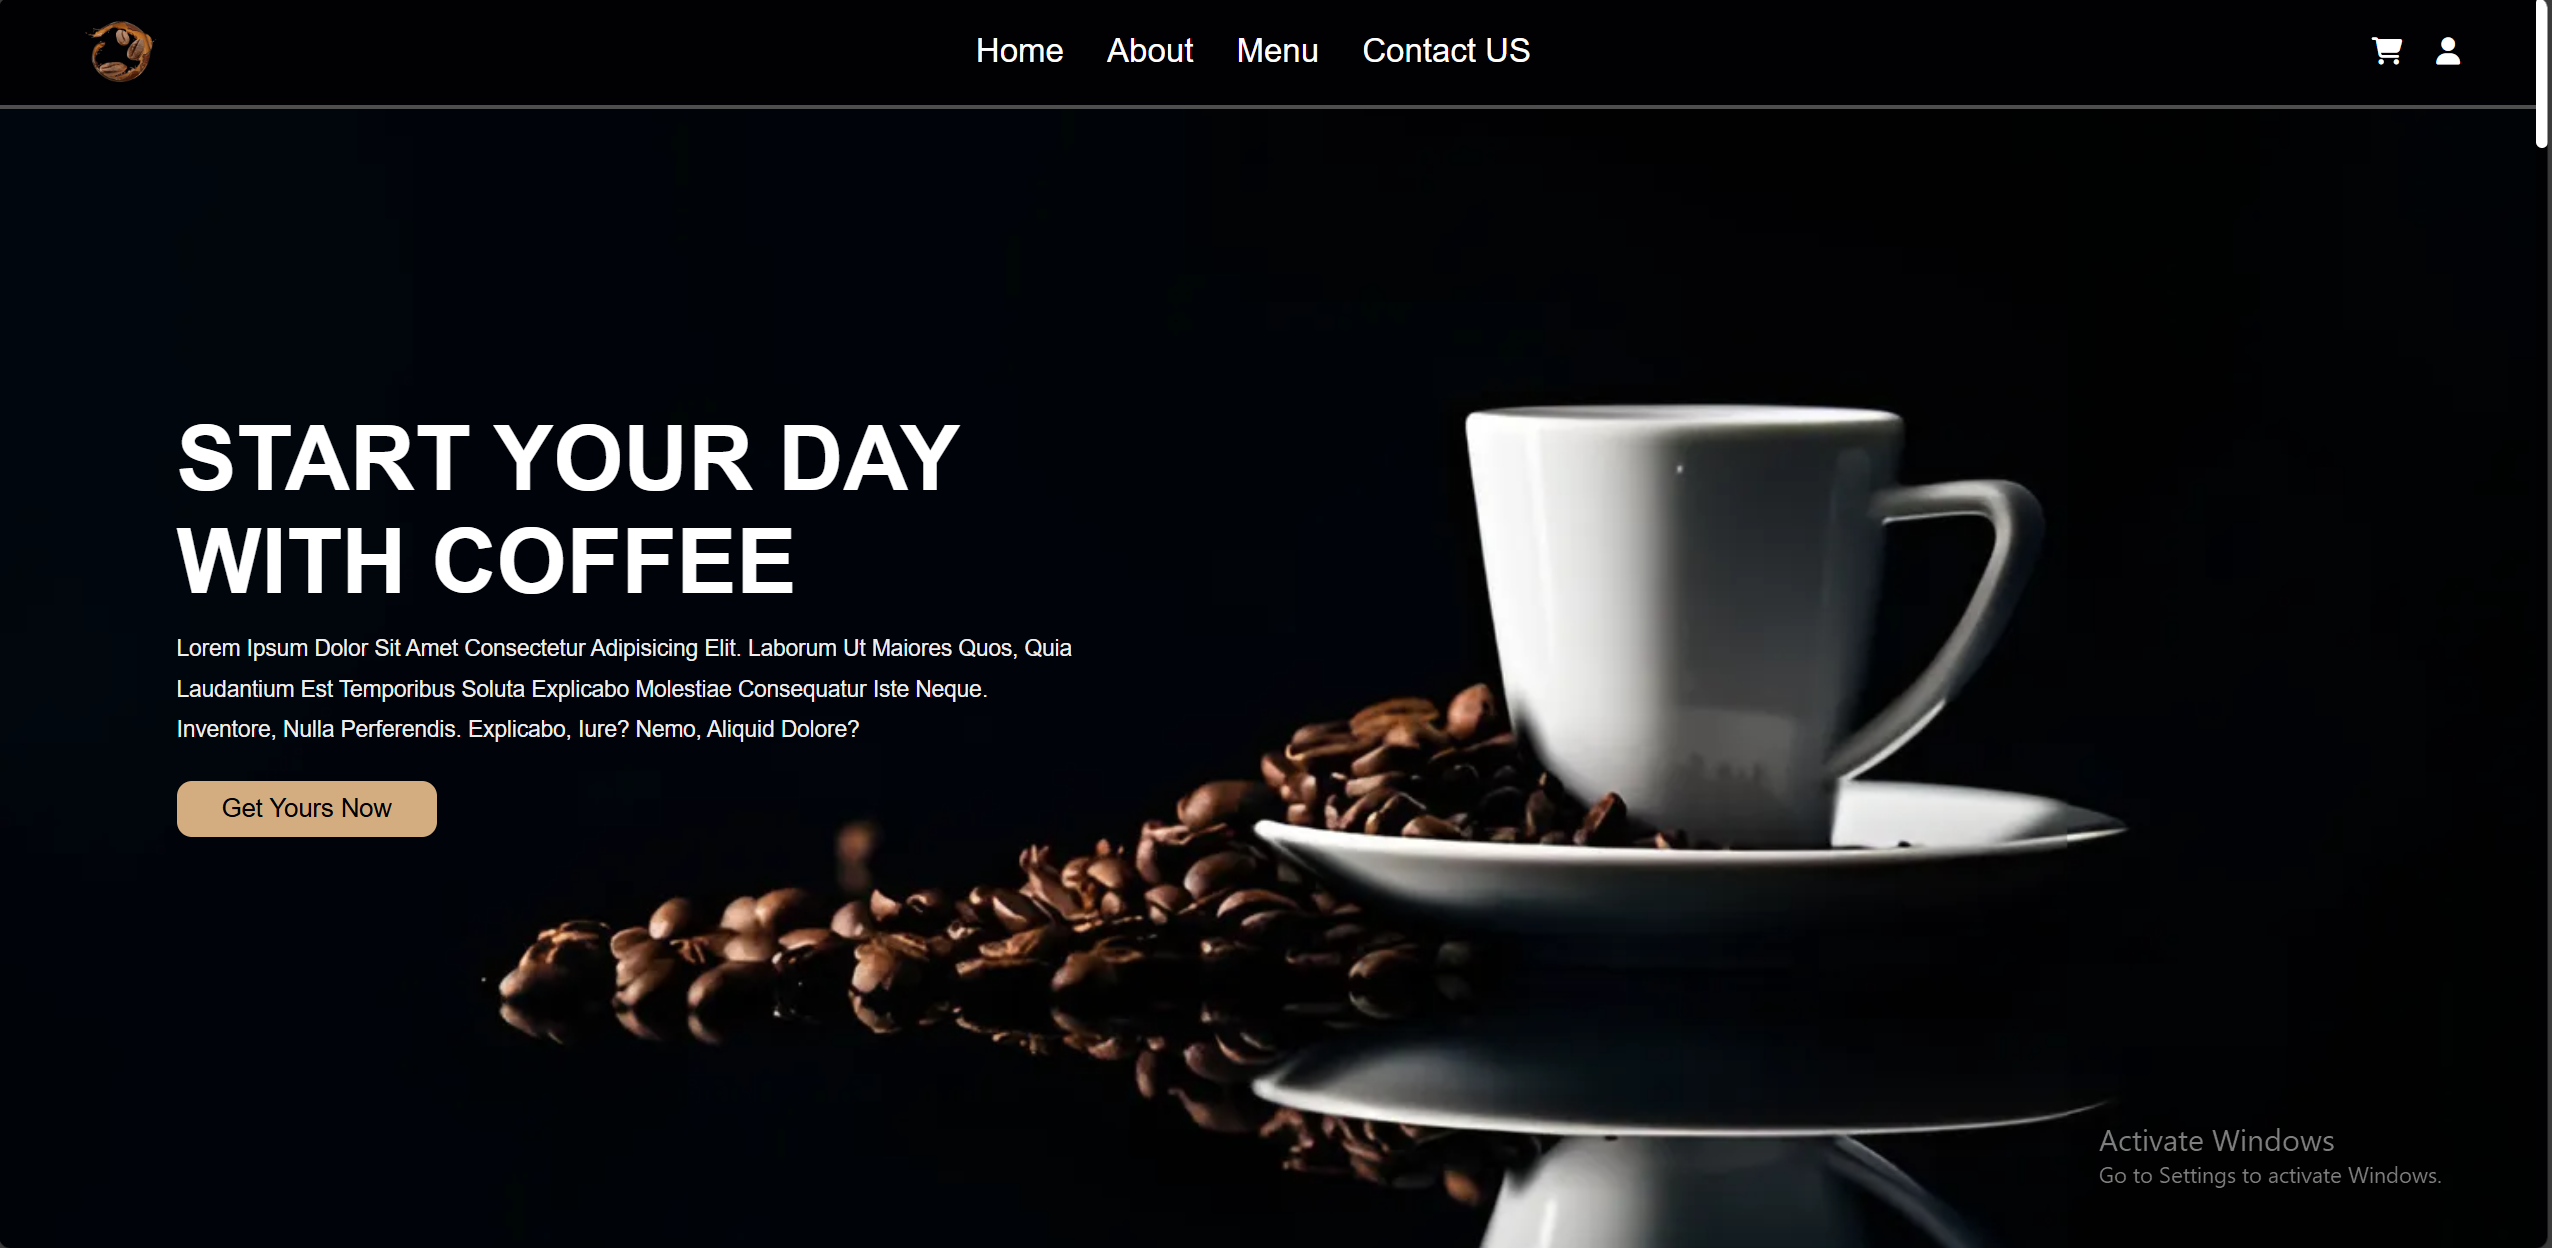 Home About Menu Contact US
START YOUR DAY
WITH COFFEE
Lorem Ipsum Dolor Sit Amet Consectetur Adipisicing Elit. Laborum Ut Maiores Quos, Quia
Laudantium Est Temporibus Soluta Explicabo Molestiae Consequatur Iste Neque.
Inventore, Nulla Perferendis. Explicabo, Iure? Nemo, Aliquid Dolore?
Get Yours Now
Activate Windows
Go to Settings to activate Windows.